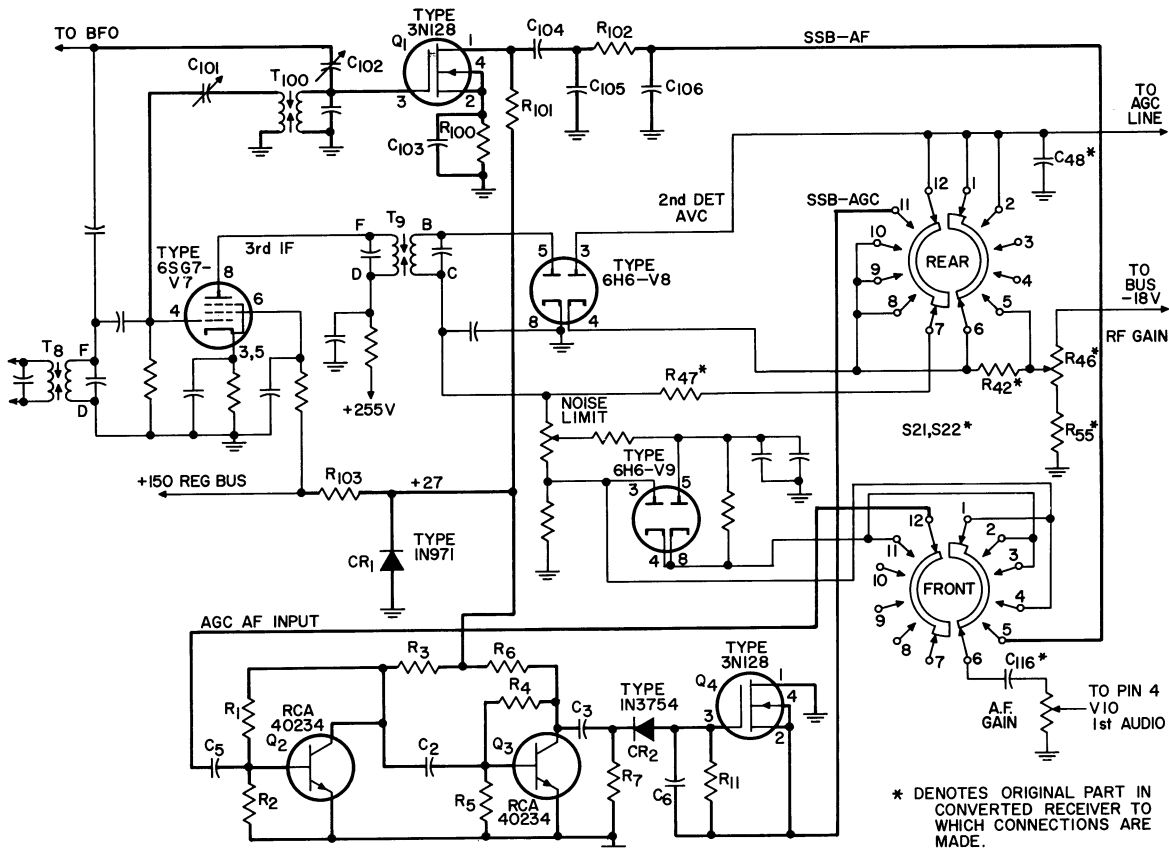 TO BFO
C101
T100
C102
TYPE
3N128
Q1
1
4
2
3
C104
R102
SSB-AF
C105
C106
R101
R100
C103
TO
AGC
LINE
C48*
2nd DET
AVC
SSB-AGC
11
12
1
2
10
3
9
REAR
4
8
5
7
6
TO
BUS
-18V
RF GAIN
R46*
R42*
R55*
S21,S22*
TYPE
6SG7-
V7
3rd IF
8
6
4
3,5
T8
F
D
F
T9
B
D
C
+255V
5
3
TYPE
6H6-V8
8
4
R47*
NOISE
LIMIT
TYPE
6H6-V9
3
5
4
8
+150 REG BUS
R103
+27
TYPE
IN971
CR1
12
1
2
11
3
10
FRONT
4
9
5
8
7
6
C116*
A.F.
GAIN
TO PIN 4
V10
1st AUDIO
AGC AF INPUT
R3
R6
R4
R1
RCA
40234
Q2
C5
R2
C2
Q3
R5
RCA
40234
C3
TYPE
IN3754
CR2
R7
C6
R11
TYPE
3N128
Q4
1
4
3
2
* DENOTES ORIGINAL PART IN
CONVERTED RECEIVER TO
WHICH CONNECTIONS ARE
MADE.